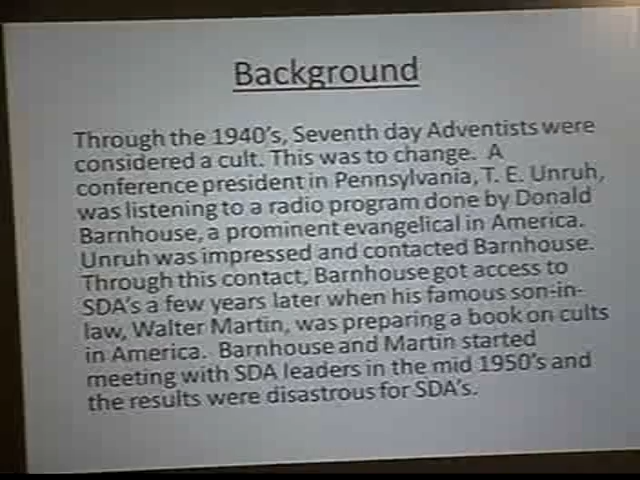 Background
Through the 1940's, Seventh day Adventists were
considered a cult. This was to change. A
conference president in Pennsylvania, T. E. Unruh,
was listening to a radio program done by Donald
Barnhouse, a prominent evangelical in America.
Unruh was impressed and contacted Barnhouse.
Through this contact, Barnhouse got access to
SDA's a few years later when his famous son-in-
law, Walter Martin, was preparing a book on cults
in America. Barnhouse and Martin started
meeting with SDA leaders in the mid 1950's and
the results were disastrous for SDA's.